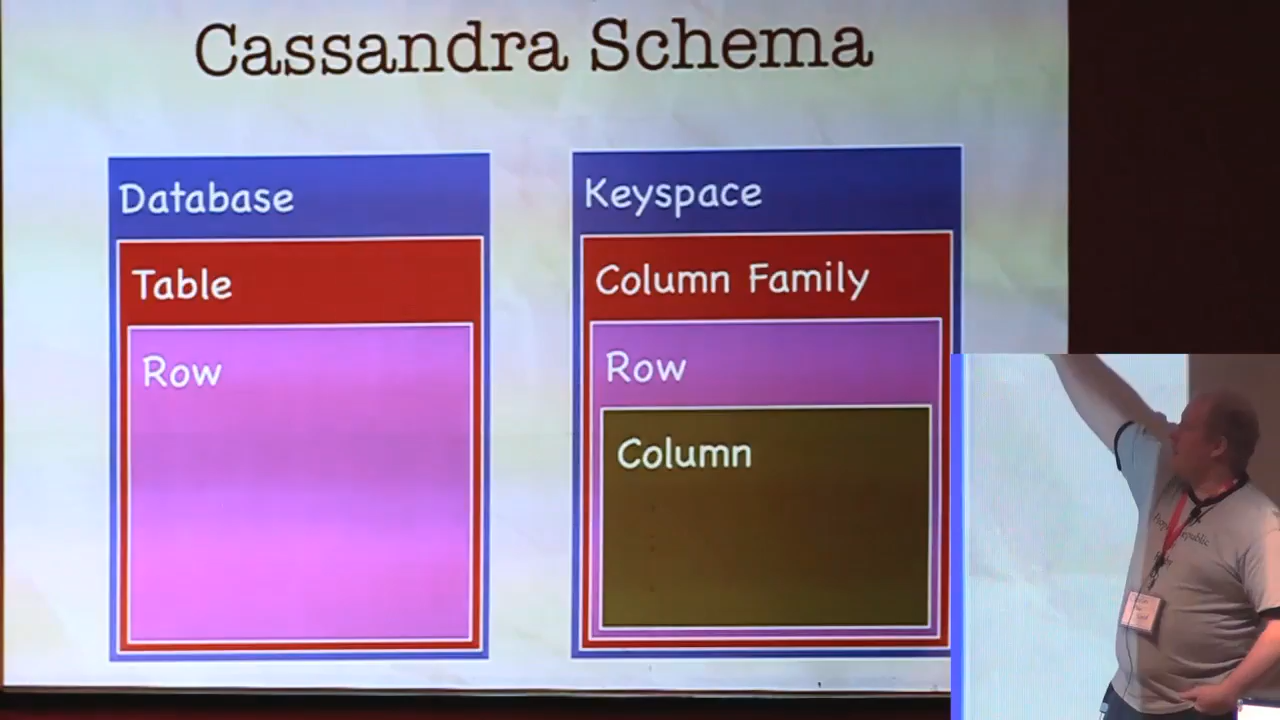 Cassandra Schema
Database
Table
Row
Keyspace
Column Family
Row
Column